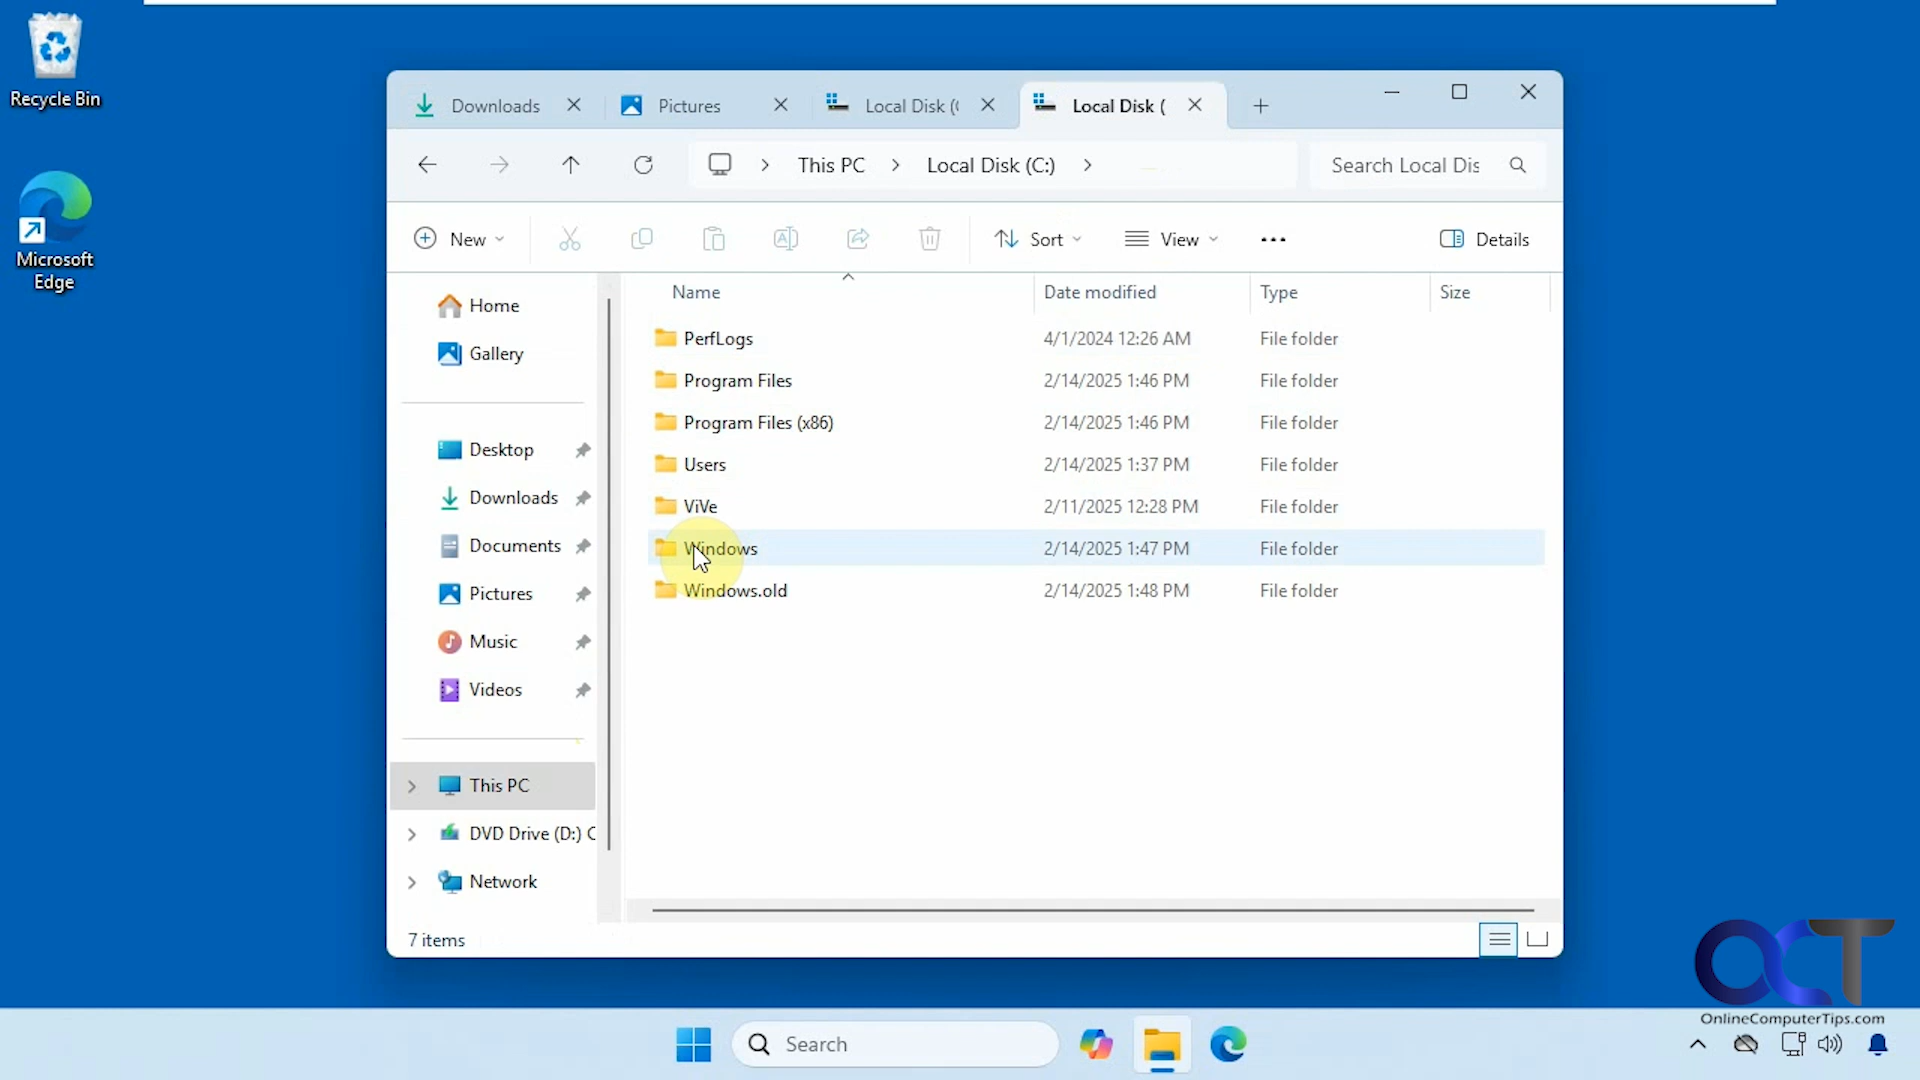 Recycle Bin
Microsoft
Edge
Downloads
Pictures
Local Disk (
Local Disk (
This PC
Local Disk (C:)
Search Local Dis
New
Sort
View
Details
Home
Gallery
Desktop
Downloads
Documents
Pictures
Music
Videos
This PC
DVD Drive (D:) C
Network
Name Date modified Type Size
PerfLogs 4/1/2024 12:26 AM File folder
Program Files 2/14/2025 1:46 PM File folder
Program Files (x86) 2/14/2025 1:46 PM File folder
Users 2/14/2025 1:37 PM File folder
ViVe 2/11/2025 12:28 PM File folder
Windows 2/14/2025 1:47 PM File folder
Windows.old 2/14/2025 1:48 PM File folder
7 items
OCT
OnlineComputerTips.com
Search